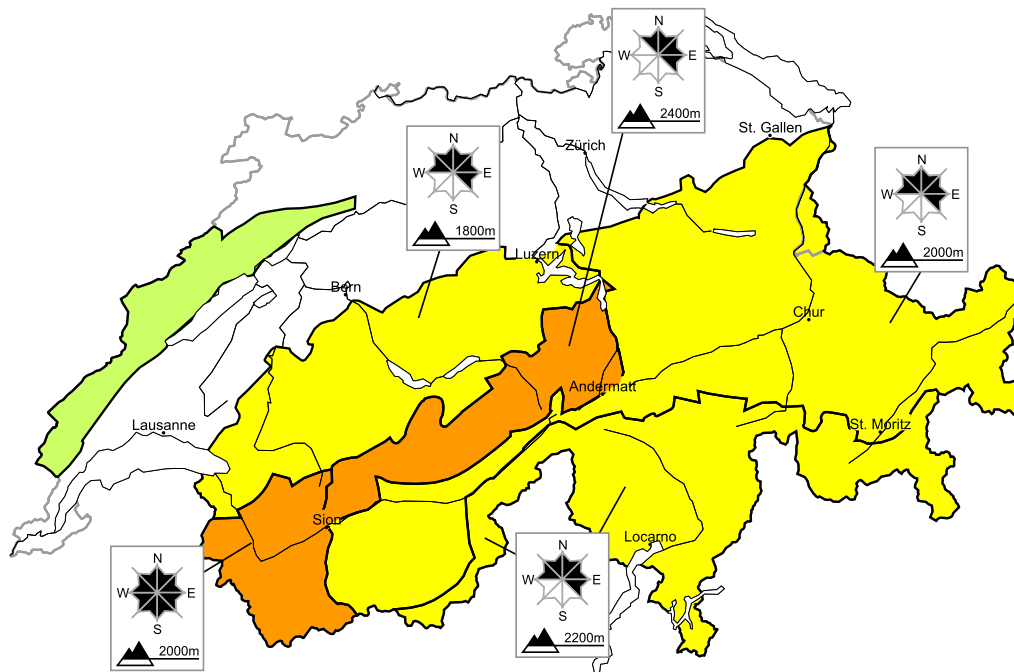 N
W E
S
2400m
St. Gallen
Zürich
N
W E
S
1800m
N
W E
S
2000m
Luzern
Bern
Chur
Andermatt
Lausanne
St. Moritz
Sion
Locarno
N
W E
S
2000m
N
W E
S
2200m